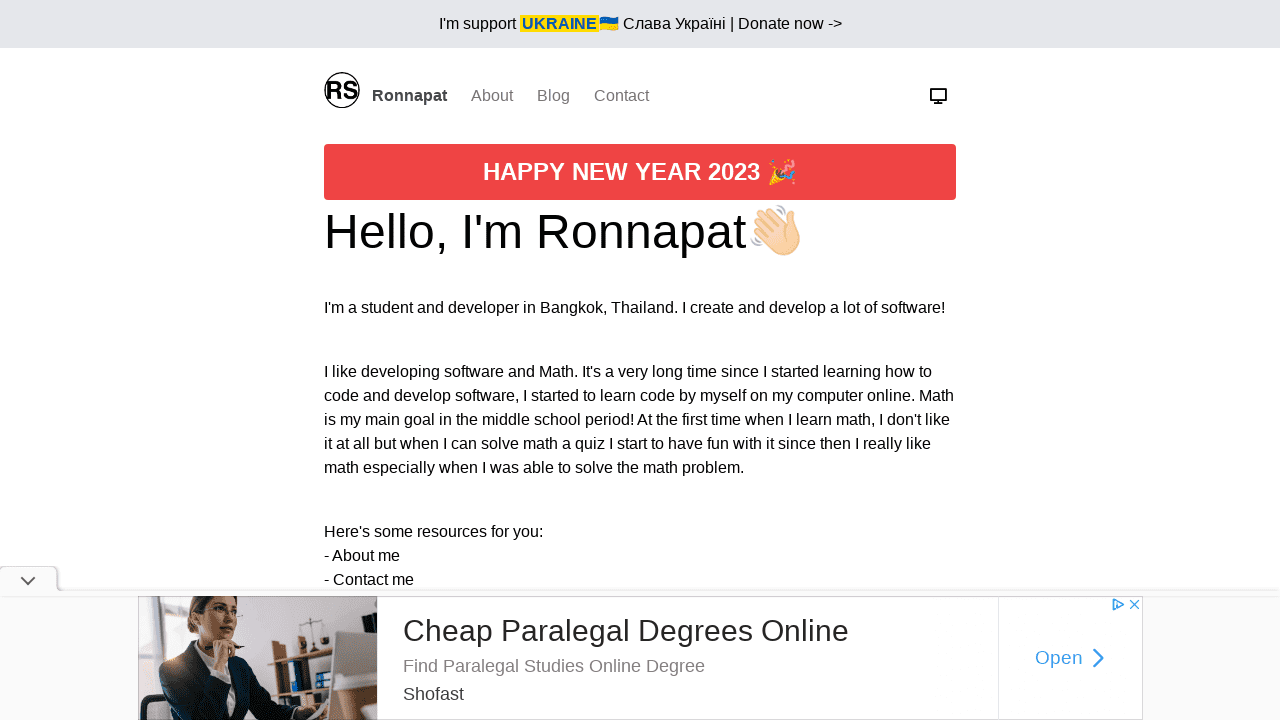 I'm support UKRAINE🇺🇦 Слава Україні | Donate now ->
RS Ronnapat About Blog Contact
HAPPY NEW YEAR 2023 🎉
Hello, I'm Ronnapat👋🏻
I'm a student and developer in Bangkok, Thailand. I create and develop a lot of software!
I like developing software and Math. It's a very long time since I started learning how to
code and develop software, I started to learn code by myself on my computer online. Math
is my main goal in the middle school period! At the first time when I learn math, I don't like
it at all but when I can solve math a quiz I start to have fun with it since then I really like
math especially when I was able to solve the math problem.
Here's some resources for you:
- About me
- Contact me
Cheap Paralegal Degrees Online
Find Paralegal Studies Online Degree
Shofast
Open